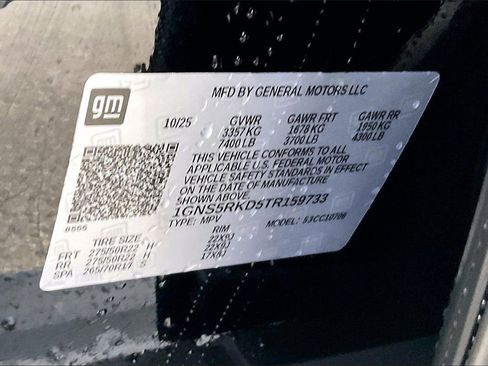 gm
MFD BY GENERAL MOTORS LLC
10/25 GVWR GAWR FRT GAWR RR
3357 KG 1678 KG 1950 KG
7400 LB 3700 LB 4300 LB
THIS VEHICLE CONFORMS TO ALL
APPLICABLE U.S. FEDERAL MOTOR
VEHICLE SAFETY STANDARDS IN EFFECT
ON THE DATE OF MANUFACTURE
SHOWN ABOVE.
1GNS5RKD5TR159733
TYPE: MPV MODEL: 53CC10706
TIRE SIZE RIM
FRT 275/50R22 H 22X9J
RR 275/50R22 H 22X9J
SPA 265/70R17 S 17X8J